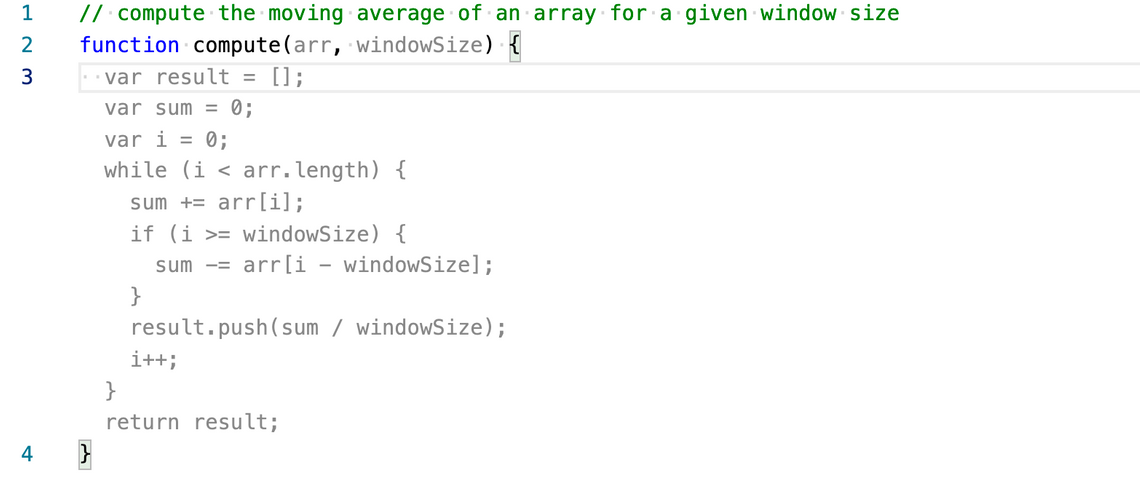 1 // compute the moving average of an array for a given window size
2 function compute(arr, windowSize) {
3   var result = [];
  var sum = 0;
  var i = 0;
  while (i < arr.length) {
    sum += arr[i];
    if (i >= windowSize) {
      sum -= arr[i - windowSize];
    }
    result.push(sum / windowSize);
    i++;
  }
  return result;
4 }